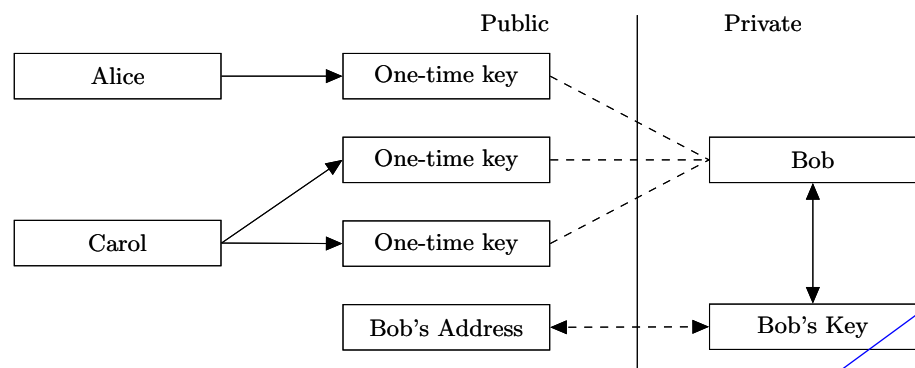 Public
Private
Alice
One-time key
One-time key
Bob
Carol
One-time key
Bob's Address
Bob's Key